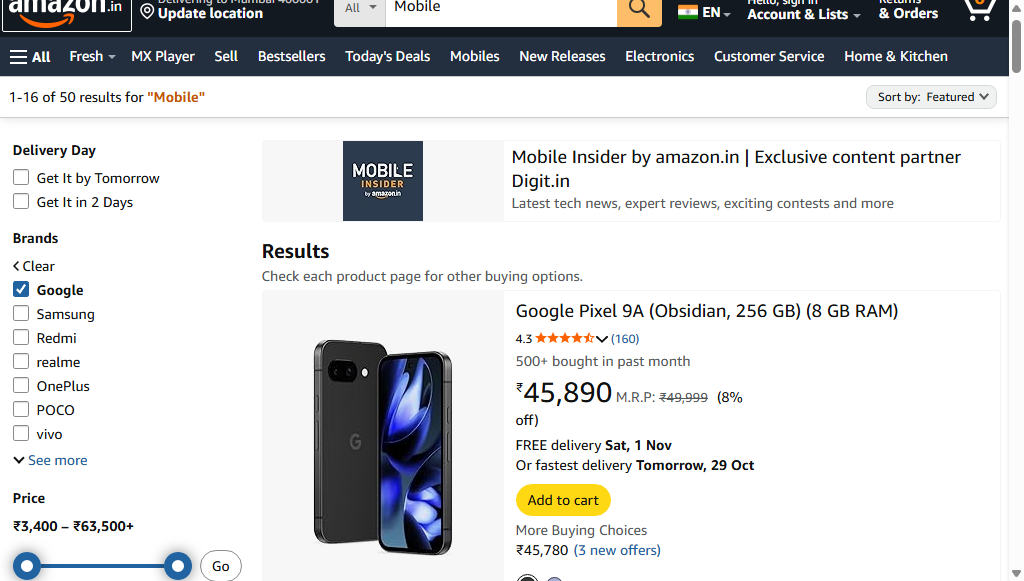 amazon.in
Delivering to Mumbai 400001
Update location
All
Mobile
EN
Hello, sign in
Account & Lists
Returns
& Orders
All
Fresh
MX Player
Sell
Bestsellers
Today's Deals
Mobiles
New Releases
Electronics
Customer Service
Home & Kitchen
1-16 of 50 results for "Mobile"
Sort by: Featured
Delivery Day
Get It by Tomorrow
Get It in 2 Days
Brands
Clear
Google
Samsung
Redmi
realme
OnePlus
POCO
vivo
See more
Price
₹3,400 – ₹63,500+
Go
MOBILE
INSIDER
by amazon.in
Mobile Insider by amazon.in | Exclusive content partner
Digit.in
Latest tech news, expert reviews, exciting contests and more
Results
Check each product page for other buying options.
G
Google Pixel 9A (Obsidian, 256 GB) (8 GB RAM)
4.3 (160)
500+ bought in past month
₹45,890 M.R.P: ₹49,999 (8%
off)
FREE delivery Sat, 1 Nov
Or fastest delivery Tomorrow, 29 Oct
Add to cart
More Buying Choices
₹45,780 (3 new offers)